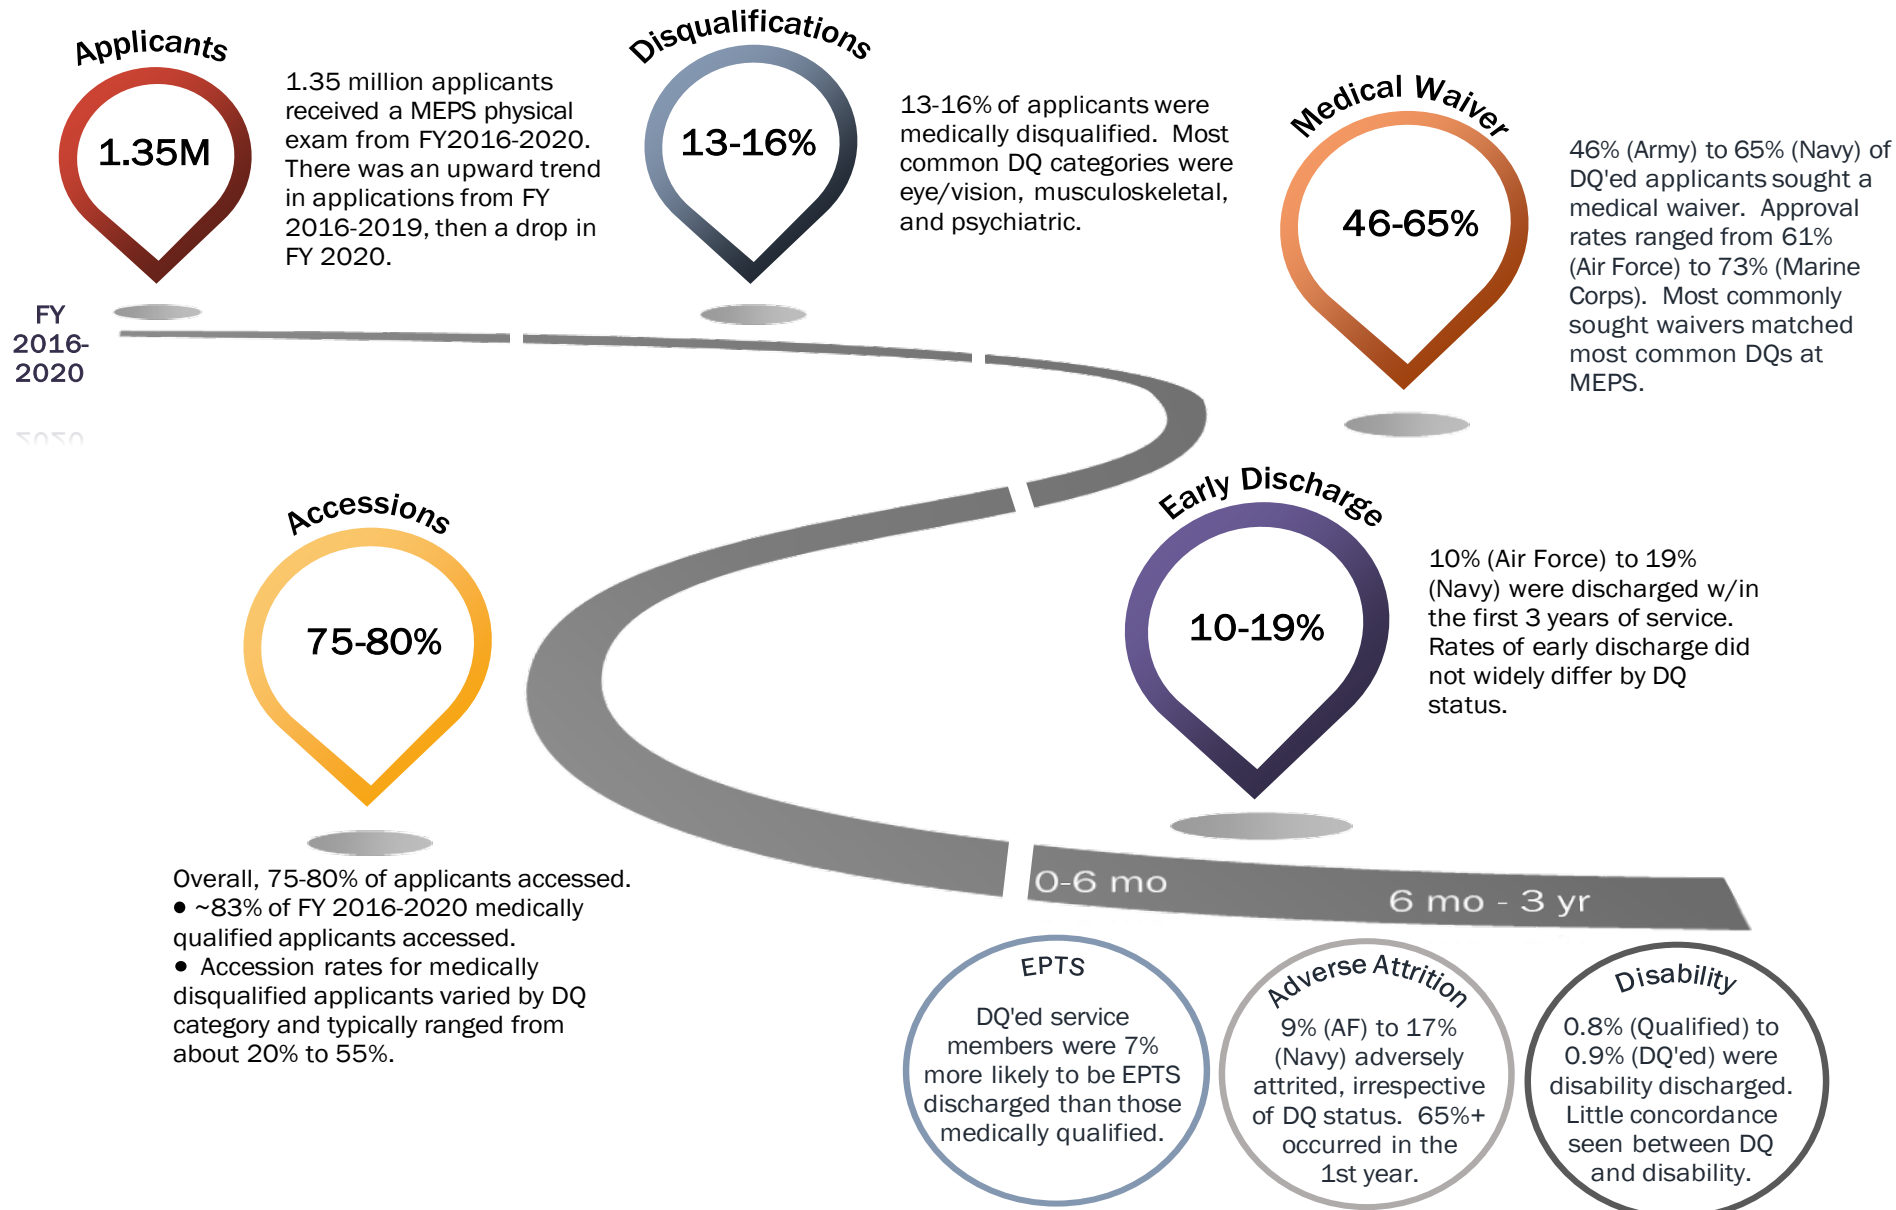 Applicants
1.35M
1.35 million applicants
received a MEPS physical
exam from FY2016-2020.
There was an upward trend
in applications from FY
2016-2019, then a drop in
FY 2020.
Disqualifications
13-16%
13-16% of applicants were
medically disqualified.  Most
common DQ categories were
eye/vision, musculoskeletal,
and psychiatric.
Medical Waiver
46-65%
46% (Army) to 65% (Navy) of
DQ'ed applicants sought a
medical waiver.  Approval
rates ranged from 61%
(Air Force) to 73% (Marine
Corps).  Most commonly
sought waivers matched
most common DQs at
MEPS.
FY
2016-
2020
Accessions
75-80%
Overall, 75-80% of applicants accessed.
• ~83% of FY 2016-2020 medically
qualified applicants accessed.
• Accession rates for medically
disqualified applicants varied by DQ
category and typically ranged from
about 20% to 55%.
Early Discharge
10-19%
10% (Air Force) to 19%
(Navy) were discharged w/in
the first 3 years of service.
Rates of early discharge did
not widely differ by DQ
status.
0-6 mo
6 mo - 3 yr
EPTS
DQ'ed service
members were 7%
more likely to be EPTS
discharged than those
medically qualified.
Adverse Attrition
9% (AF) to 17%
(Navy) adversely
attrited, irrespective
of DQ status.  65%+
occurred in the
1st year.
Disability
0.8% (Qualified) to
0.9% (DQ'ed) were
disability discharged.
Little concordance
seen between DQ
and disability.